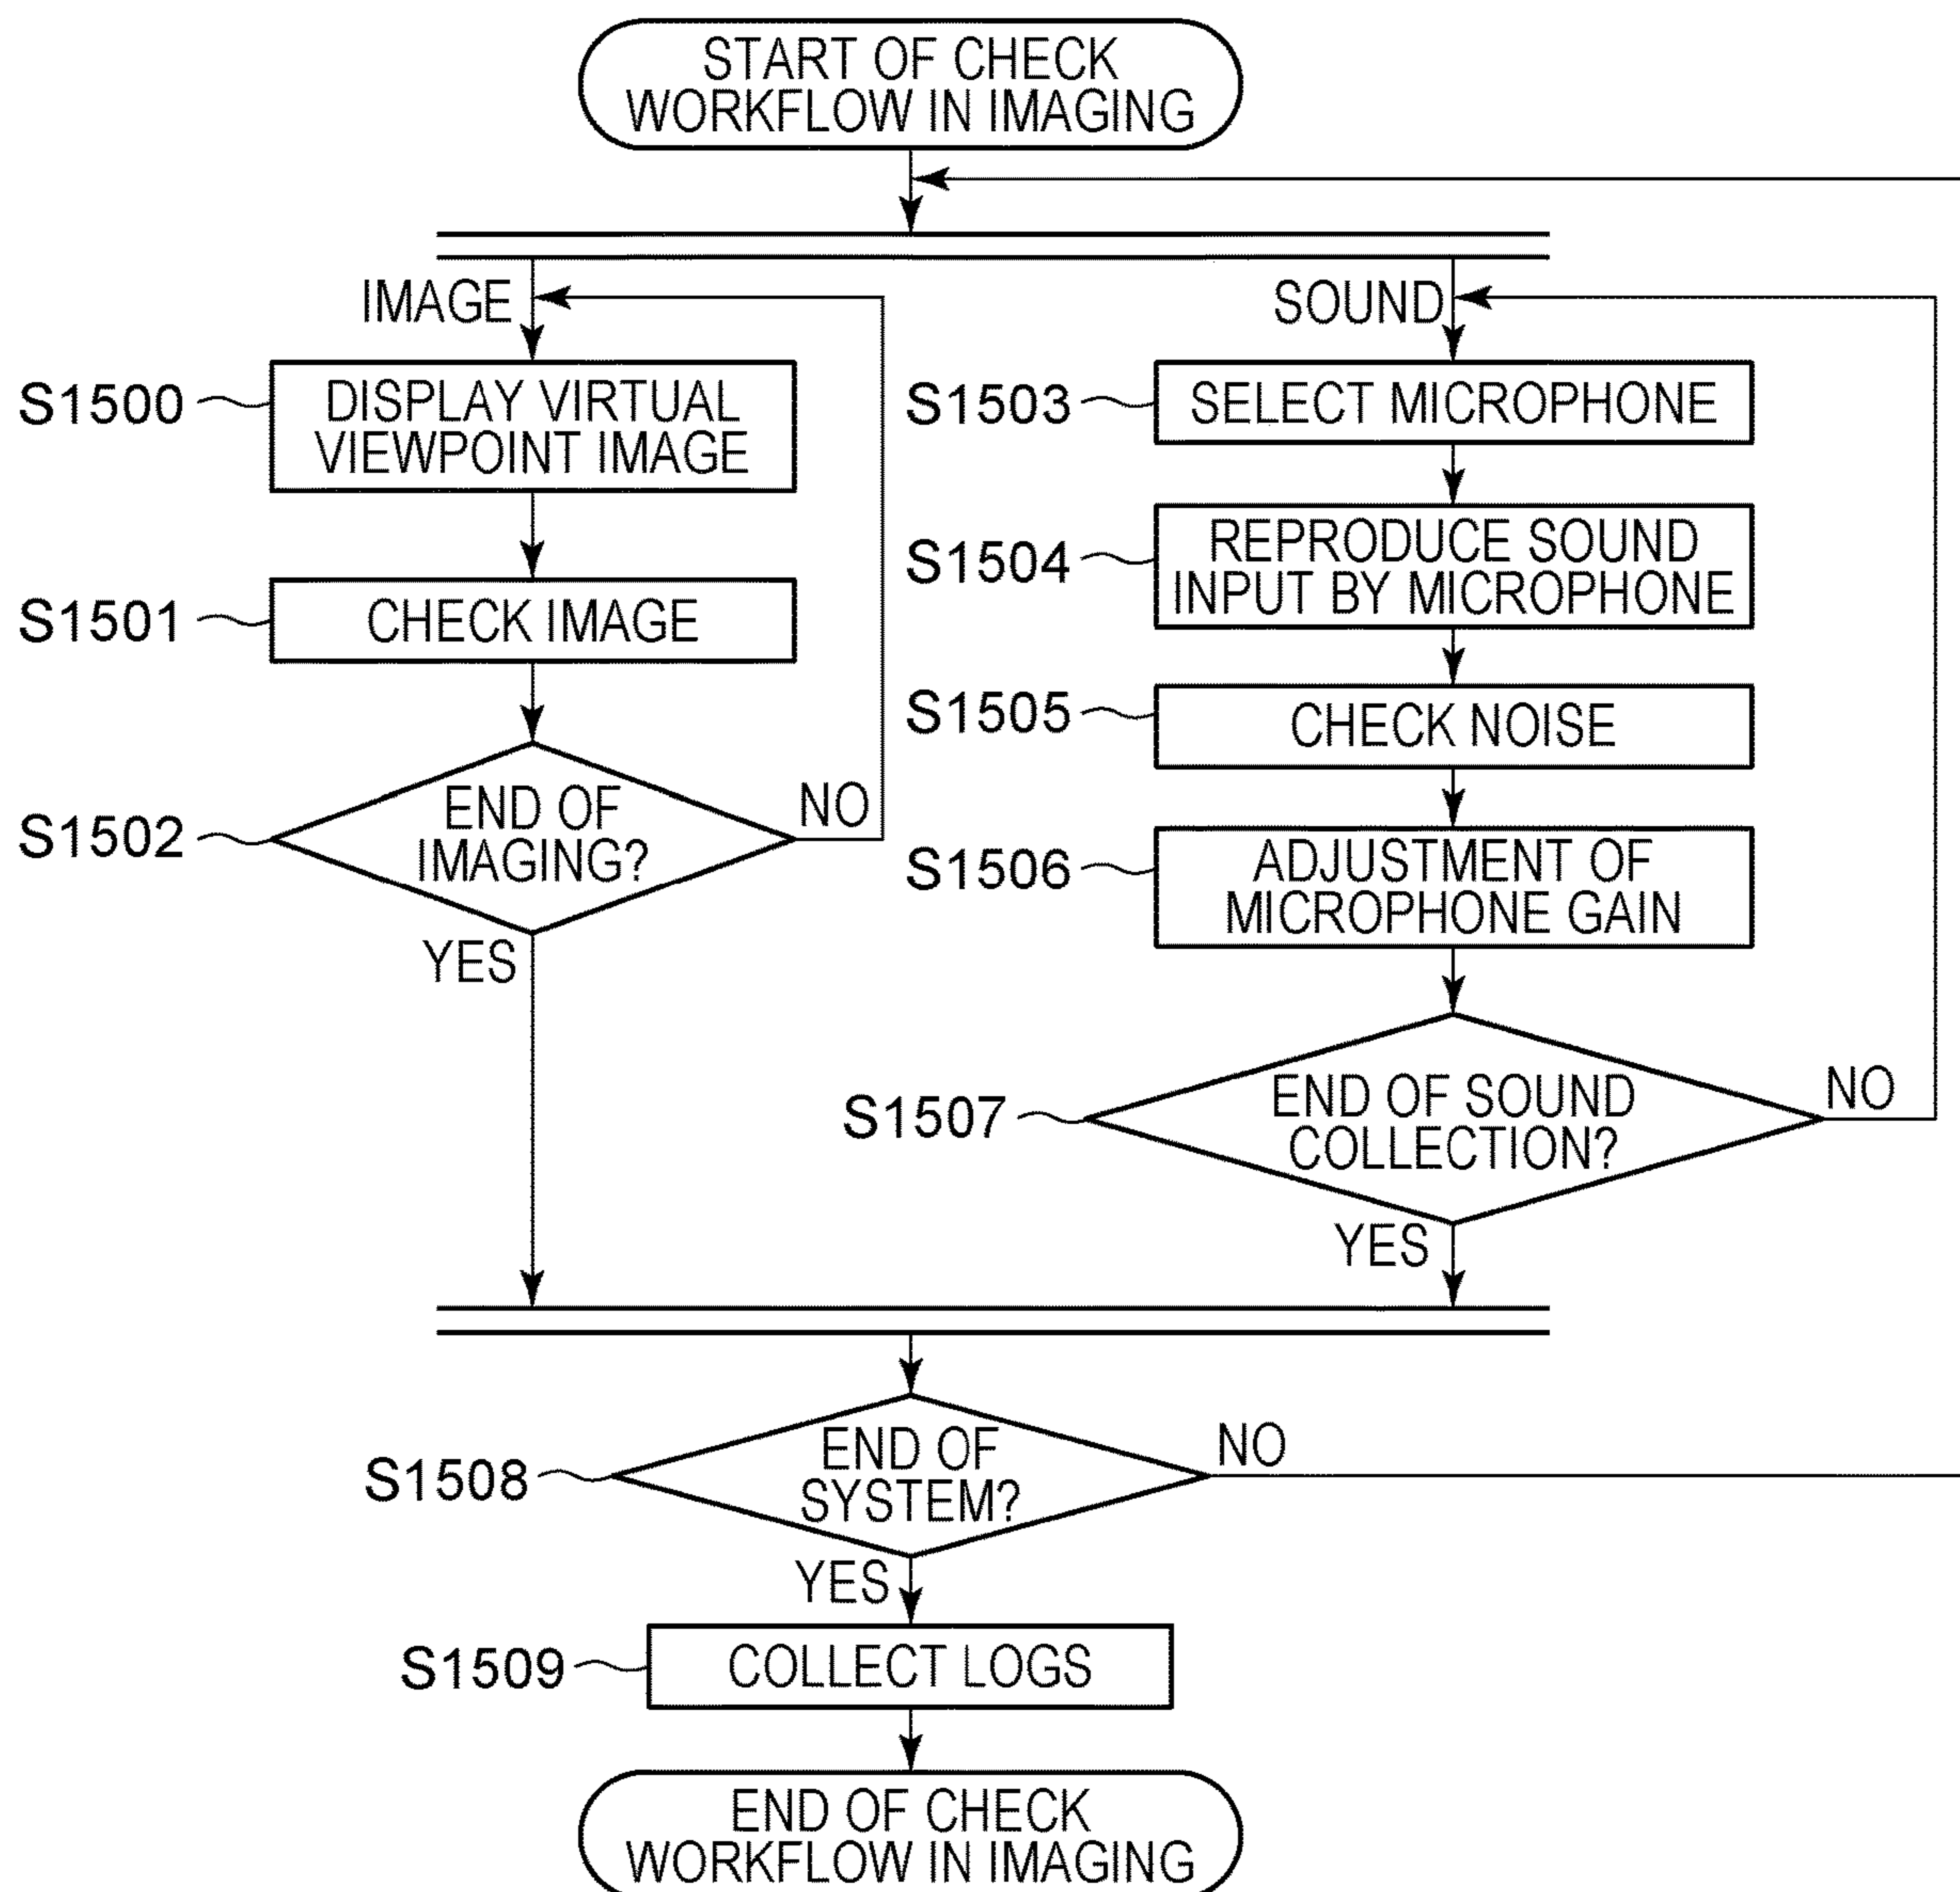 START OF CHECK
WORKFLOW IN IMAGING
IMAGE
S1500
DISPLAY VIRTUAL
VIEWPOINT IMAGE
S1501
CHECK IMAGE
S1502
END OF
IMAGING?
NO
YES
SOUND
S1503
SELECT MICROPHONE
S1504
REPRODUCE SOUND
INPUT BY MICROPHONE
S1505
CHECK NOISE
S1506
ADJUSTMENT OF
MICROPHONE GAIN
S1507
END OF SOUND
COLLECTION?
NO
YES
S1508
END OF
SYSTEM?
NO
YES
S1509
COLLECT LOGS
END OF CHECK
WORKFLOW IN IMAGING